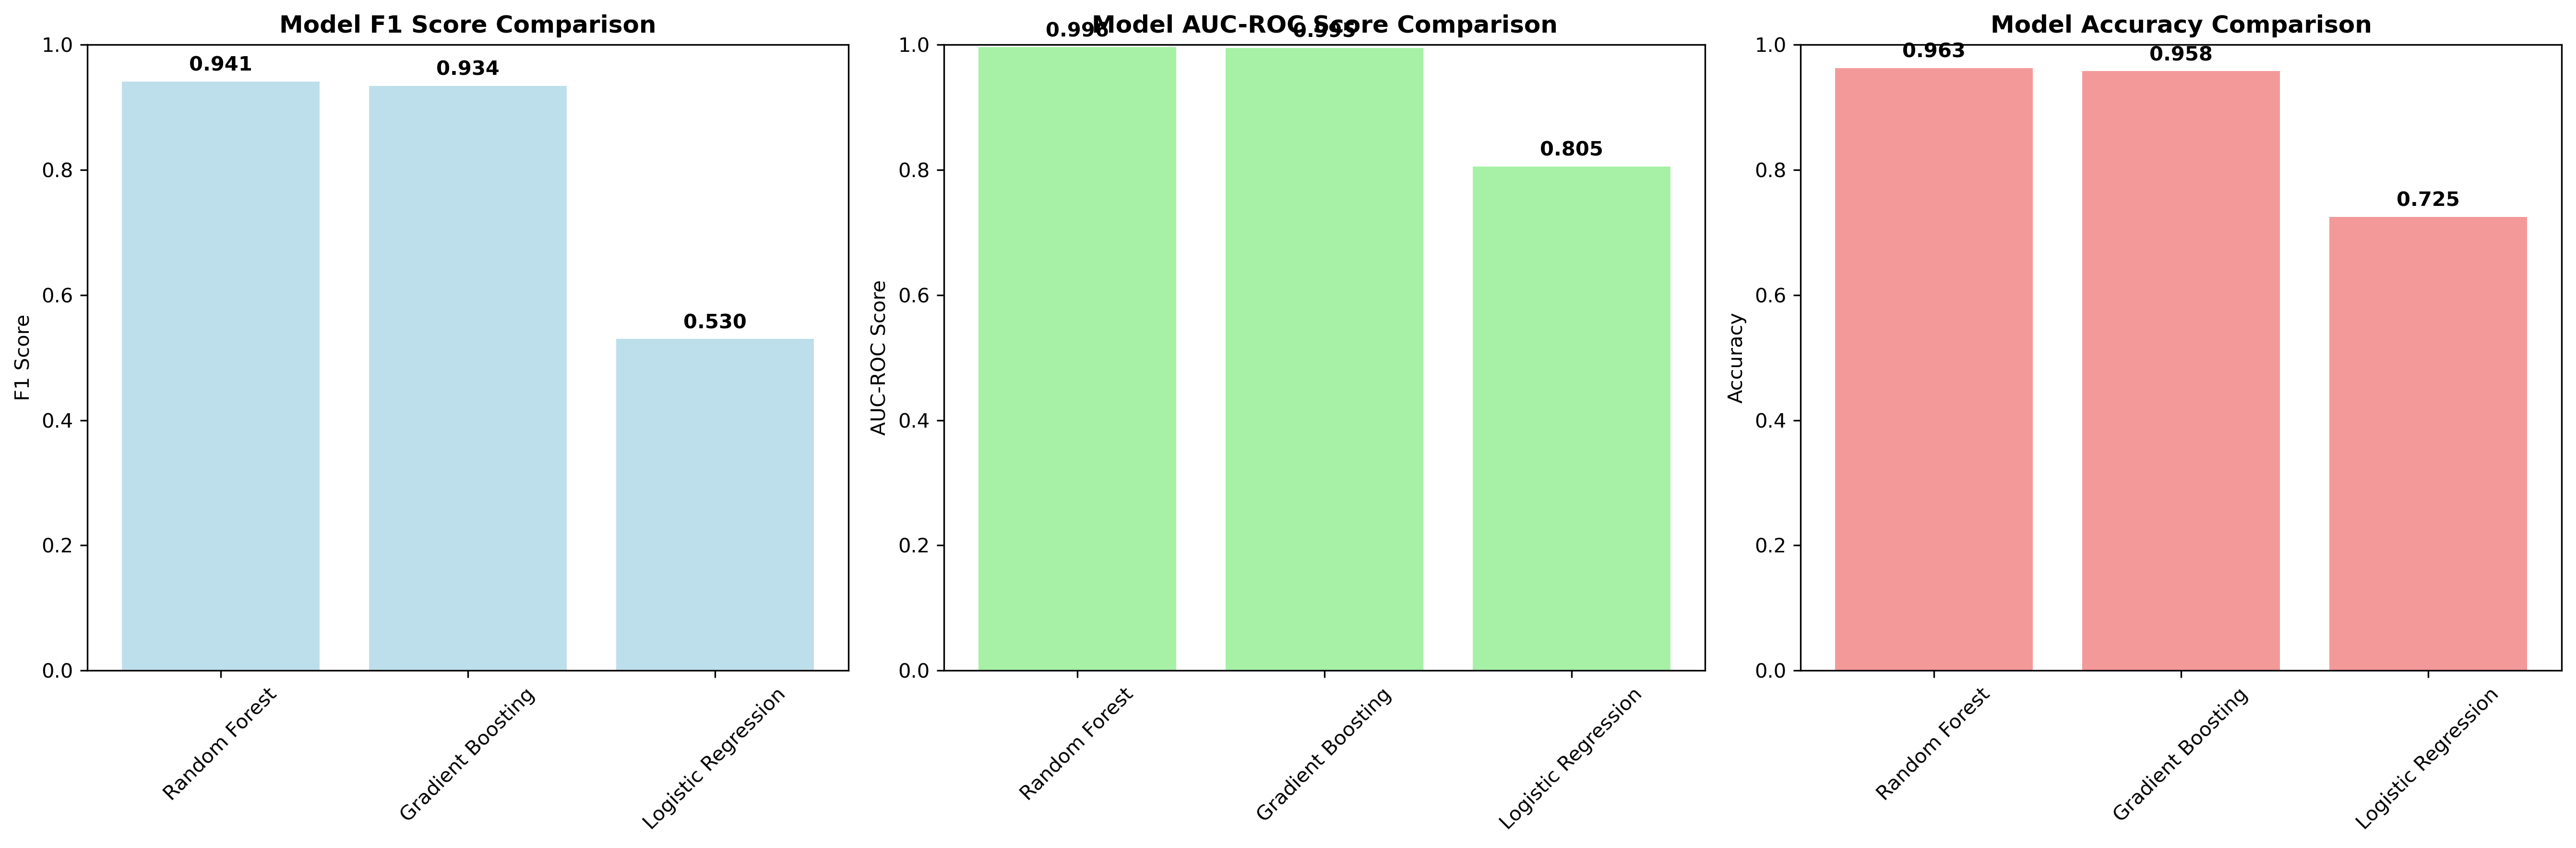 Model F1 Score Comparison
1.0
0.8
0.6
0.4
0.2
0.0
F1 Score
0.941
0.934
0.530
Random Forest
Gradient Boosting
Logistic Regression
Model AUC-ROC Score Comparison
1.0
0.8
0.6
0.4
0.2
0.0
AUC-ROC Score
0.996
0.995
0.805
Random Forest
Gradient Boosting
Logistic Regression
Model Accuracy Comparison
1.0
0.8
0.6
0.4
0.2
0.0
Accuracy
0.963
0.958
0.725
Random Forest
Gradient Boosting
Logistic Regression